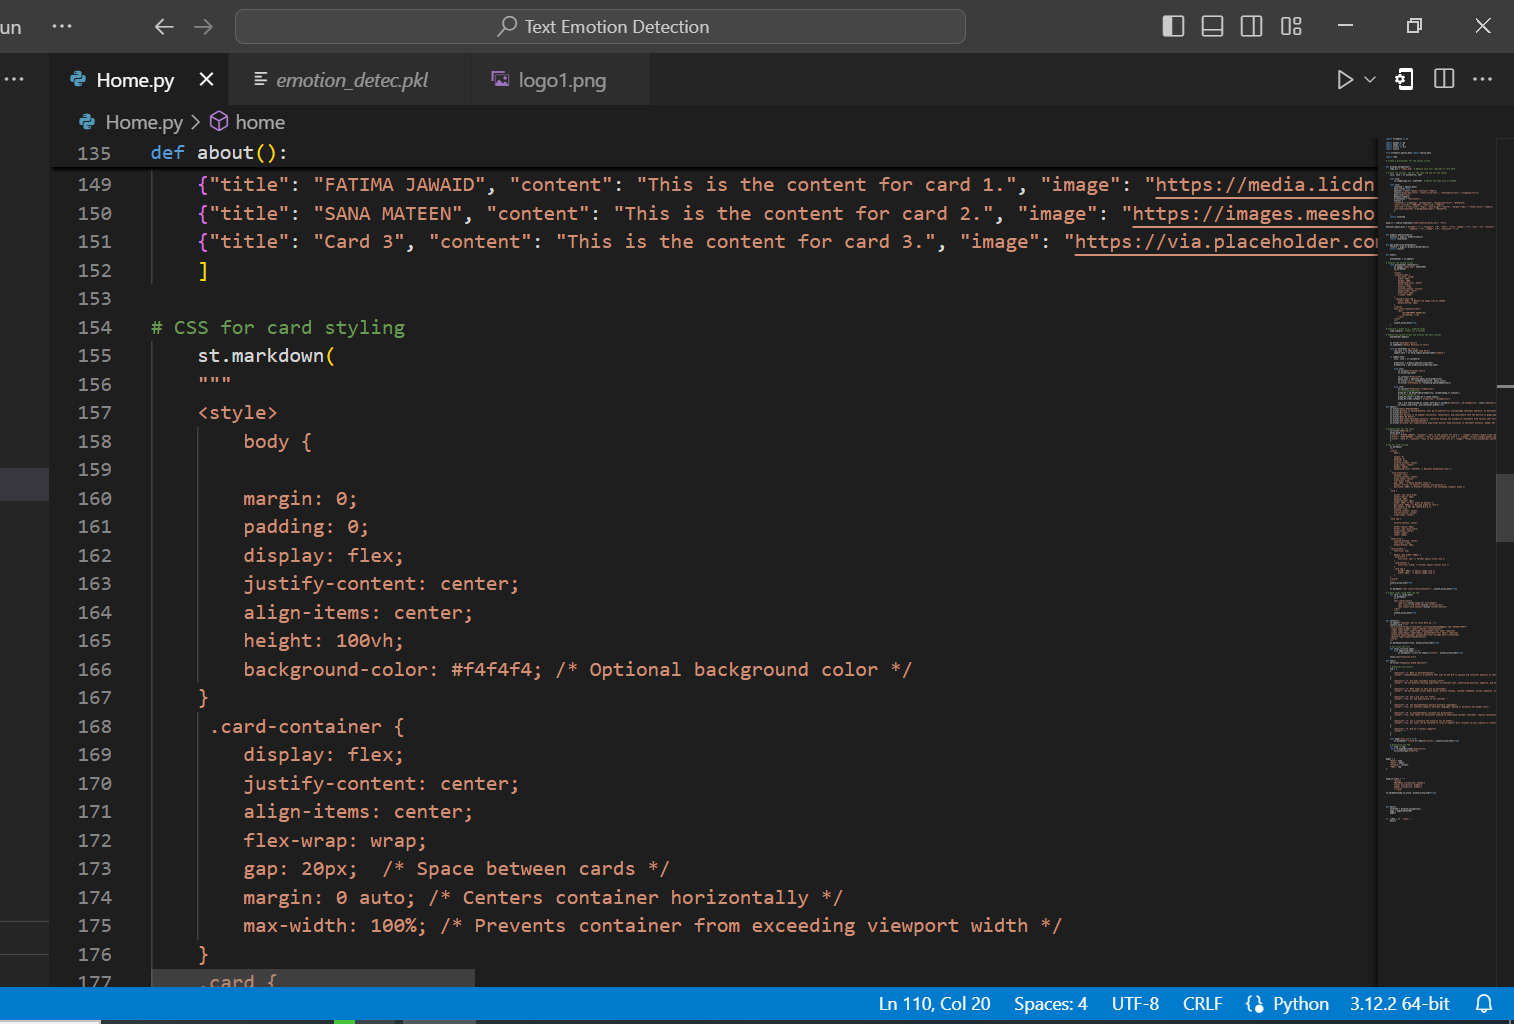 un ··· Text Emotion Detection
··· Home.py emotion_detec.pkl logo1.png
Home.py > home
135 def about():
149 {"title": "FATIMA JAWAID", "content": "This is the content for card 1.", "image": "https://media.licdn
150 {"title": "SANA MATEEN", "content": "This is the content for card 2.", "image": "https://images.meesho
151 {"title": "Card 3", "content": "This is the content for card 3.", "image": "https://via.placeholder.co
152 ]
153
154 # CSS for card styling
155 st.markdown(
156 """
157 <style>
158 body {
159
160 margin: 0;
161 padding: 0;
162 display: flex;
163 justify-content: center;
164 align-items: center;
165 height: 100vh;
166 background-color: #f4f4f4; /* Optional background color */
167 }
168 .card-container {
169 display: flex;
170 justify-content: center;
171 align-items: center;
172 flex-wrap: wrap;
173 gap: 20px; /* Space between cards */
174 margin: 0 auto; /* Centers container horizontally */
175 max-width: 100%; /* Prevents container from exceeding viewport width */
176 }
177 .card {
Ln 110, Col 20 Spaces: 4 UTF-8 CRLF Python 3.12.2 64-bit